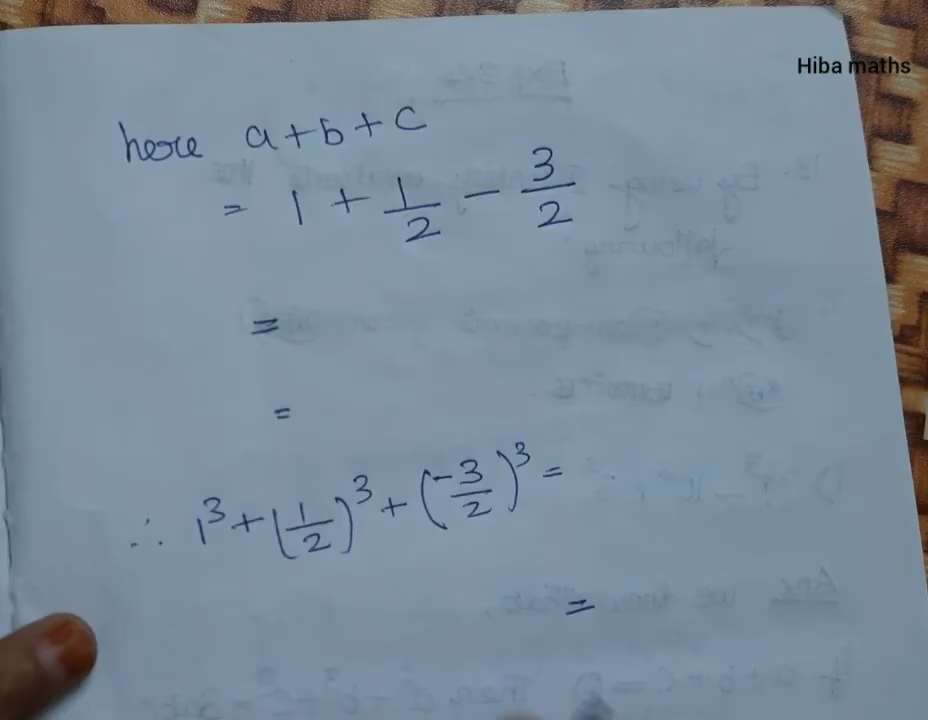 Hiba maths
here a+b+c
= 1 + 1/2 - 3/2
=
=
∴ 1³ + (1/2)³ + (-3/2)³ =
=